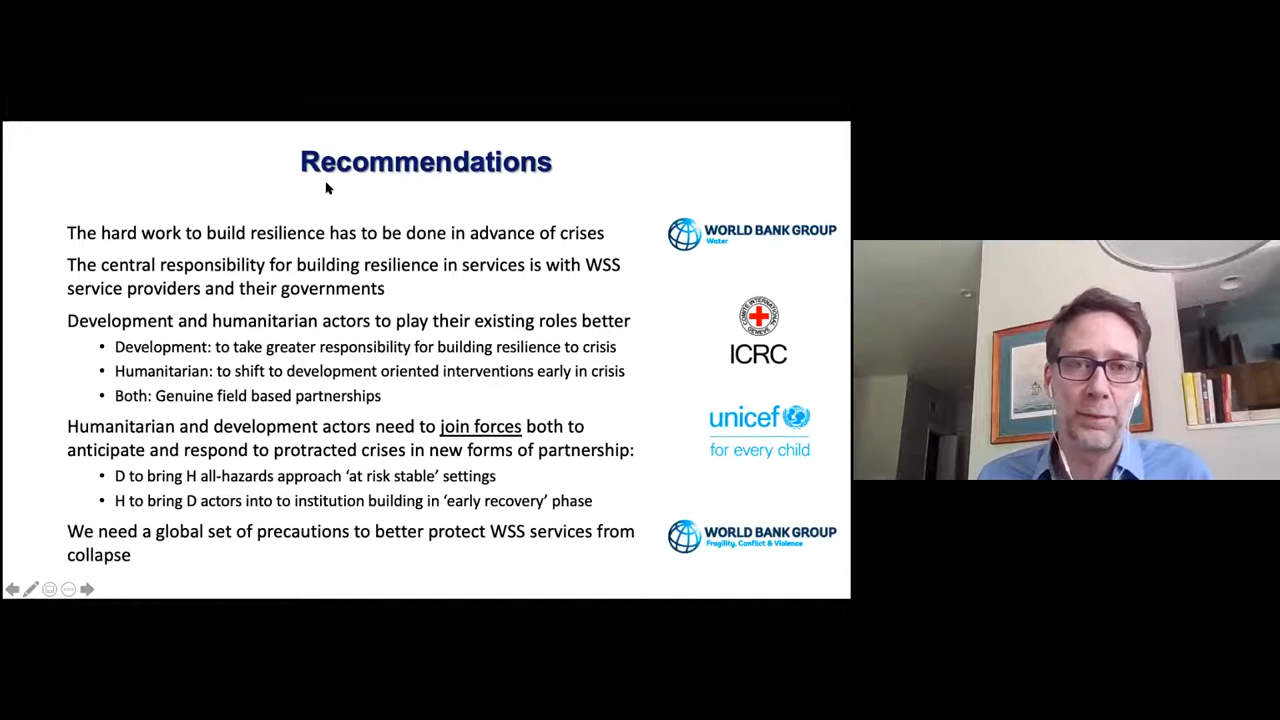 Recommendations
The hard work to build resilience has to be done in advance of crises
The central responsibility for building resilience in services is with WSS
service providers and their governments
Development and humanitarian actors to play their existing roles better
• Development: to take greater responsibility for building resilience to crisis
• Humanitarian: to shift to development oriented interventions early in crisis
• Both: Genuine field based partnerships
Humanitarian and development actors need to join forces both to
anticipate and respond to protracted crises in new forms of partnership:
• D to bring H all-hazards approach ‘at risk stable’ settings
• H to bring D actors into to institution building in ‘early recovery’ phase
We need a global set of precautions to better protect WSS services from
collapse
WORLD BANK GROUP
Water
COMITE INTERNATIONAL
GENEVE
ICRC
unicef
for every child
WORLD BANK GROUP
Fragility, Conflict & Violence